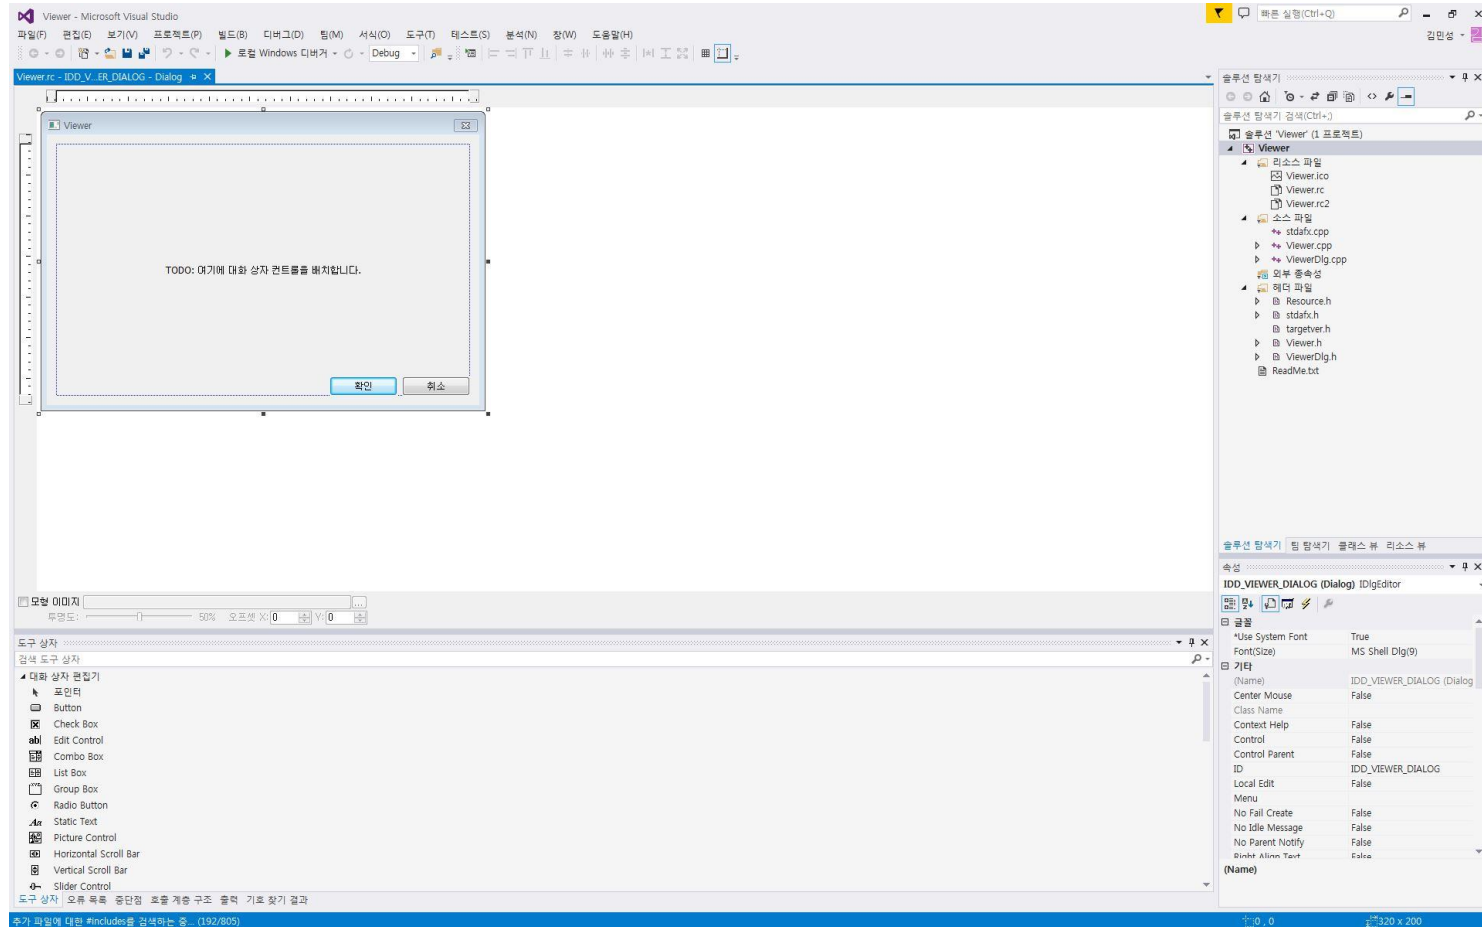 Viewer - Microsoft Visual Studio
빠른 실행(Ctrl+Q)
파일(F) 편집(E) 보기(V) 프로젝트(P) 빌드(B) 디버그(D) 팀(M) 서식(O) 도구(T) 테스트(S) 분석(N) 창(W) 도움말(H)
김민성
로컬 Windows 디버거
Debug
Viewer.rc - IDD_V...ER_DIALOG - Dialog
Viewer
TODO: 여기에 대화 상자 컨트롤을 배치합니다.
확인 취소
모형 이미지
...
투명도: 50% 오프셋 X: 0 Y: 0
도구 상자
검색 도구 상자
대화 상자 편집기
포인터
Button
Check Box
Edit Control
Combo Box
List Box
Group Box
Radio Button
Static Text
Picture Control
Horizontal Scroll Bar
Vertical Scroll Bar
Slider Control
도구 상자 오류 목록 중단점 호출 계층 구조 출력 기호 찾기 결과
솔루션 탐색기
솔루션 탐색기 검색(Ctrl+;)
솔루션 'Viewer' (1 프로젝트)
Viewer
리소스 파일
Viewer.ico
Viewer.rc
Viewer.rc2
소스 파일
stdafx.cpp
Viewer.cpp
ViewerDlg.cpp
외부 종속성
헤더 파일
Resource.h
stdafx.h
targetver.h
Viewer.h
ViewerDlg.h
ReadMe.txt
솔루션 탐색기 팀 탐색기 클래스 뷰 리소스 뷰
속성
IDD_VIEWER_DIALOG (Dialog) IDlgEditor
글꼴
*Use System Font True
Font(Size) MS Shell Dlg(9)
기타
(Name) IDD_VIEWER_DIALOG (Dialog
Center Mouse False
Class Name
Context Help False
Control False
Control Parent False
ID IDD_VIEWER_DIALOG
Local Edit False
Menu
No Fail Create False
No Idle Message False
No Parent Notify False
Right Align Text False
(Name)
추가 파일에 대한 #includes를 검색하는 중... (192/805)
0 , 0
320 x 200